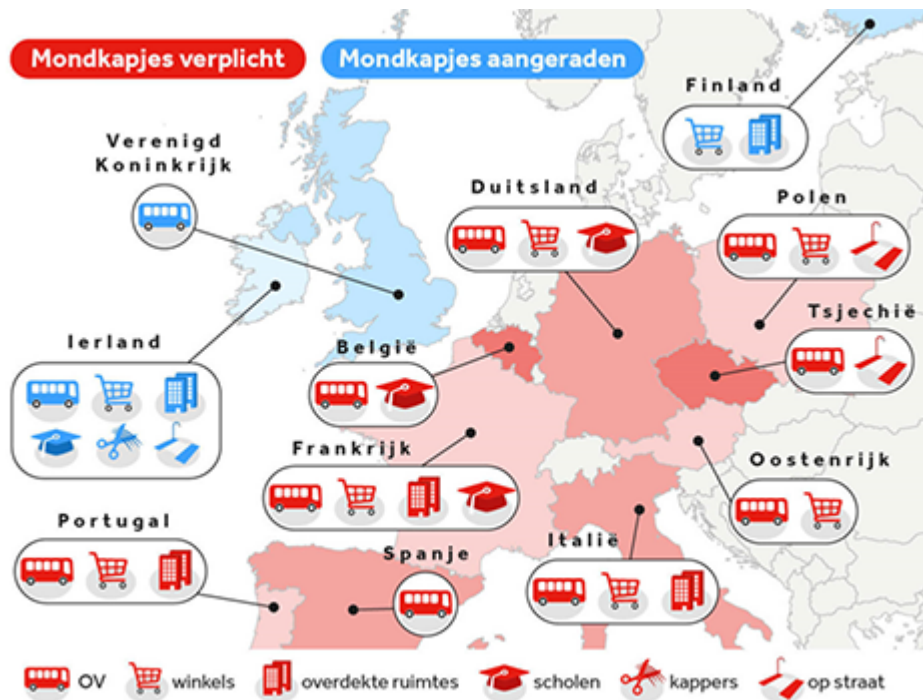 Mondkapjes verplicht
Mondkapjes aangeraden
Finland
Verenigd
Koninkrijk
Duitsland
Polen
Tsjechië
Ierland
België
Frankrijk
Oostenrijk
Portugal
Spanje
Italië
OV
winkels
overdekte ruimtes
scholen
kappers
op straat